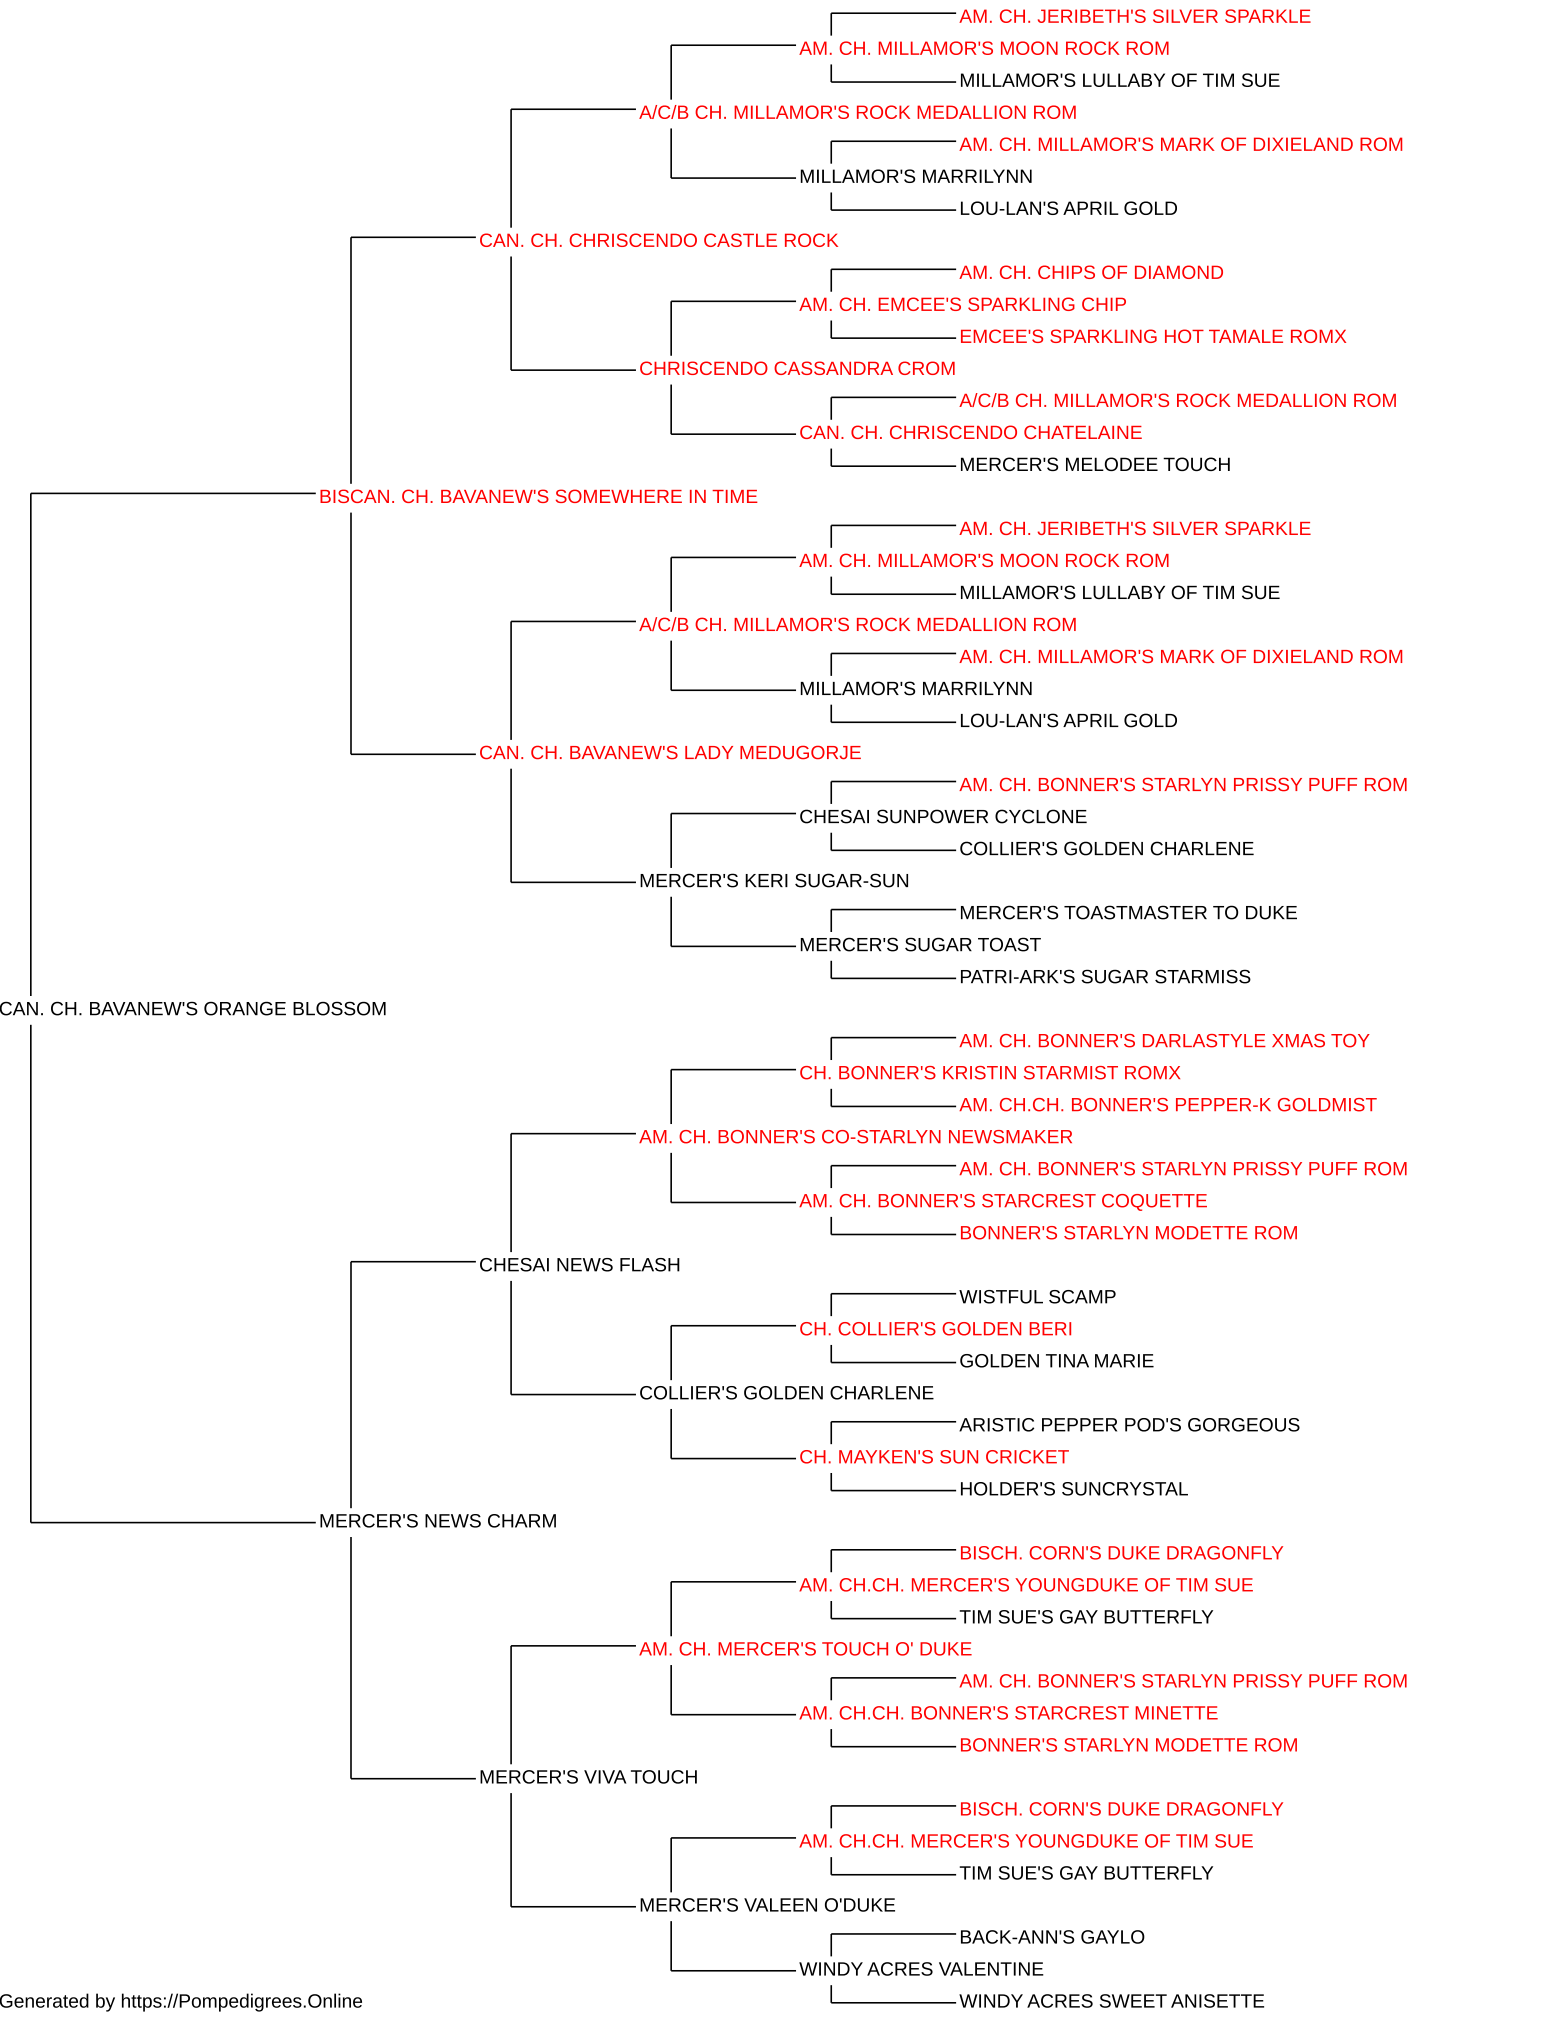 AM. CH. JERIBETH'S SILVER SPARKLE
AM. CH. MILLAMOR'S MOON ROCK ROM
MILLAMOR'S LULLABY OF TIM SUE
A/C/B CH. MILLAMOR'S ROCK MEDALLION ROM
AM. CH. MILLAMOR'S MARK OF DIXIELAND ROM
MILLAMOR'S MARRILYNN
LOU-LAN'S APRIL GOLD
CAN. CH. CHRISCENDO CASTLE ROCK
AM. CH. CHIPS OF DIAMOND
AM. CH. EMCEE'S SPARKLING CHIP
EMCEE'S SPARKLING HOT TAMALE ROMX
CHRISCENDO CASSANDRA CROM
A/C/B CH. MILLAMOR'S ROCK MEDALLION ROM
CAN. CH. CHRISCENDO CHATELAINE
MERCER'S MELODEE TOUCH
BISCAN. CH. BAVANEW'S SOMEWHERE IN TIME
AM. CH. JERIBETH'S SILVER SPARKLE
AM. CH. MILLAMOR'S MOON ROCK ROM
MILLAMOR'S LULLABY OF TIM SUE
A/C/B CH. MILLAMOR'S ROCK MEDALLION ROM
AM. CH. MILLAMOR'S MARK OF DIXIELAND ROM
MILLAMOR'S MARRILYNN
LOU-LAN'S APRIL GOLD
CAN. CH. BAVANEW'S LADY MEDUGORJE
AM. CH. BONNER'S STARLYN PRISSY PUFF ROM
CHESAI SUNPOWER CYCLONE
COLLIER'S GOLDEN CHARLENE
MERCER'S KERI SUGAR-SUN
MERCER'S TOASTMASTER TO DUKE
MERCER'S SUGAR TOAST
PATRI-ARK'S SUGAR STARMISS
CAN. CH. BAVANEW'S ORANGE BLOSSOM
AM. CH. BONNER'S DARLASTYLE XMAS TOY
CH. BONNER'S KRISTIN STARMIST ROMX
AM. CH.CH. BONNER'S PEPPER-K GOLDMIST
AM. CH. BONNER'S CO-STARLYN NEWSMAKER
AM. CH. BONNER'S STARLYN PRISSY PUFF ROM
AM. CH. BONNER'S STARCREST COQUETTE
BONNER'S STARLYN MODETTE ROM
CHESAI NEWS FLASH
WISTFUL SCAMP
CH. COLLIER'S GOLDEN BERI
GOLDEN TINA MARIE
COLLIER'S GOLDEN CHARLENE
ARISTIC PEPPER POD'S GORGEOUS
CH. MAYKEN'S SUN CRICKET
HOLDER'S SUNCRYSTAL
MERCER'S NEWS CHARM
BISCH. CORN'S DUKE DRAGONFLY
AM. CH.CH. MERCER'S YOUNGDUKE OF TIM SUE
TIM SUE'S GAY BUTTERFLY
AM. CH. MERCER'S TOUCH O' DUKE
AM. CH. BONNER'S STARLYN PRISSY PUFF ROM
AM. CH.CH. BONNER'S STARCREST MINETTE
BONNER'S STARLYN MODETTE ROM
MERCER'S VIVA TOUCH
BISCH. CORN'S DUKE DRAGONFLY
AM. CH.CH. MERCER'S YOUNGDUKE OF TIM SUE
TIM SUE'S GAY BUTTERFLY
MERCER'S VALEEN O'DUKE
BACK-ANN'S GAYLO
WINDY ACRES VALENTINE
WINDY ACRES SWEET ANISETTE
Generated by https://Pompedigrees.Online